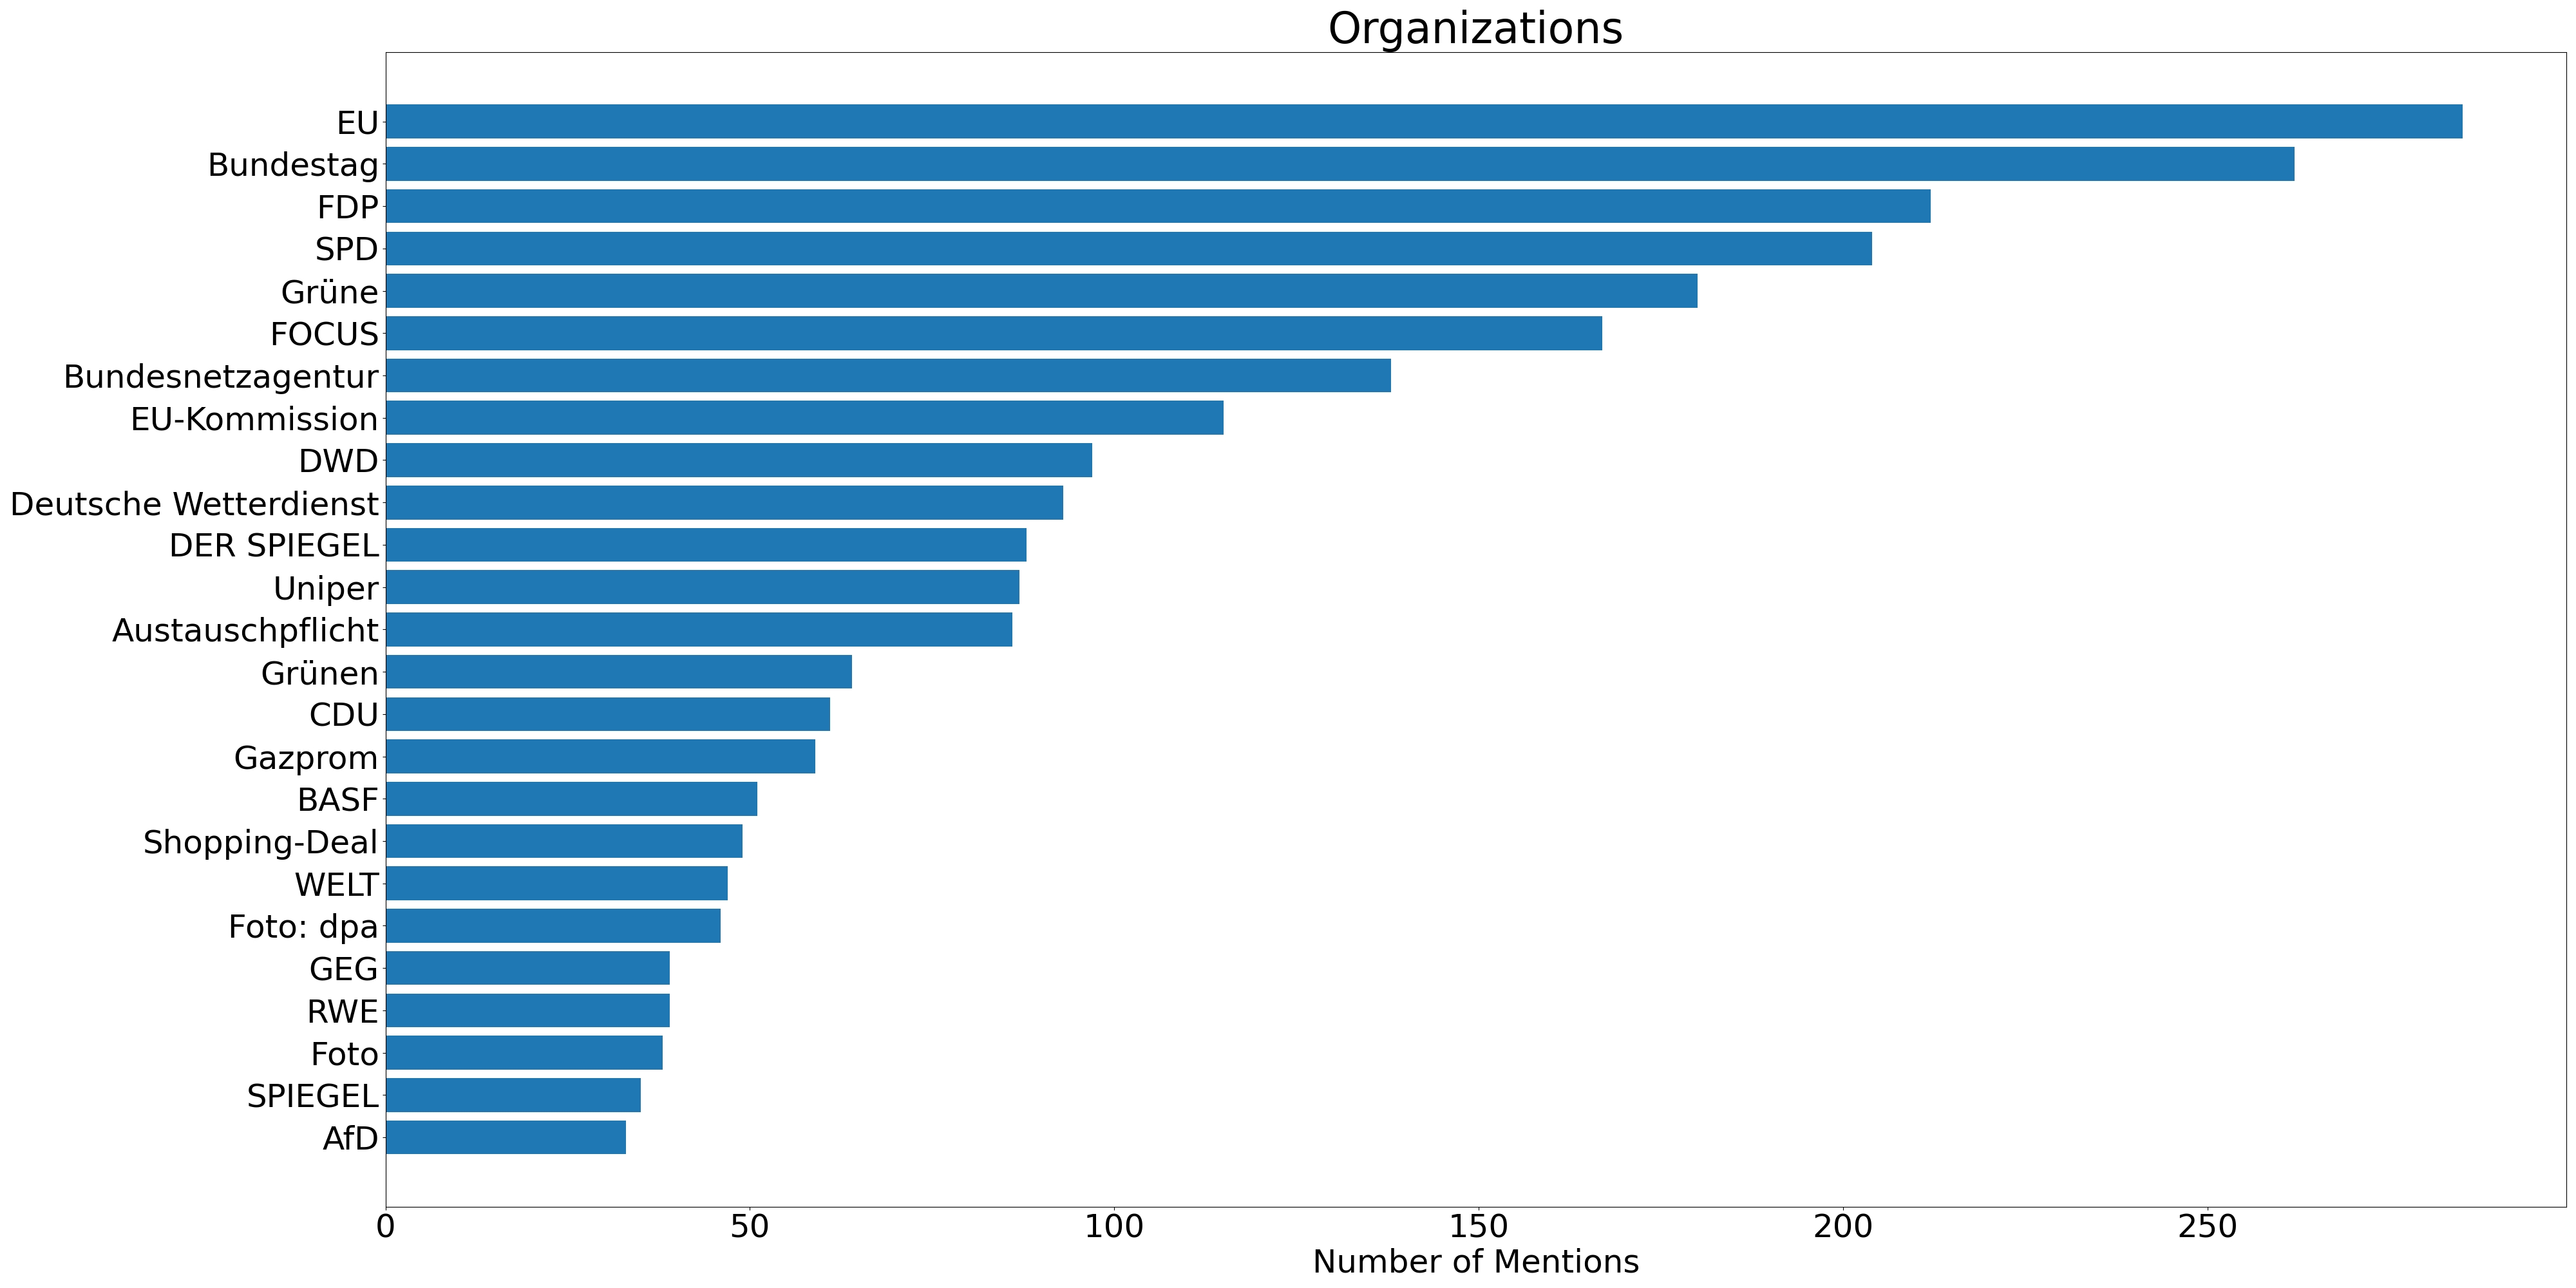 Organizations
EU
Bundestag
FDP
SPD
Grüne
FOCUS
Bundesnetzagentur
EU-Kommission
DWD
Deutsche Wetterdienst
DER SPIEGEL
Uniper
Austauschpflicht
Grünen
CDU
Gazprom
BASF
Shopping-Deal
WELT
Foto: dpa
GEG
RWE
Foto
SPIEGEL
AfD
0 50 100 150 200 250
Number of Mentions